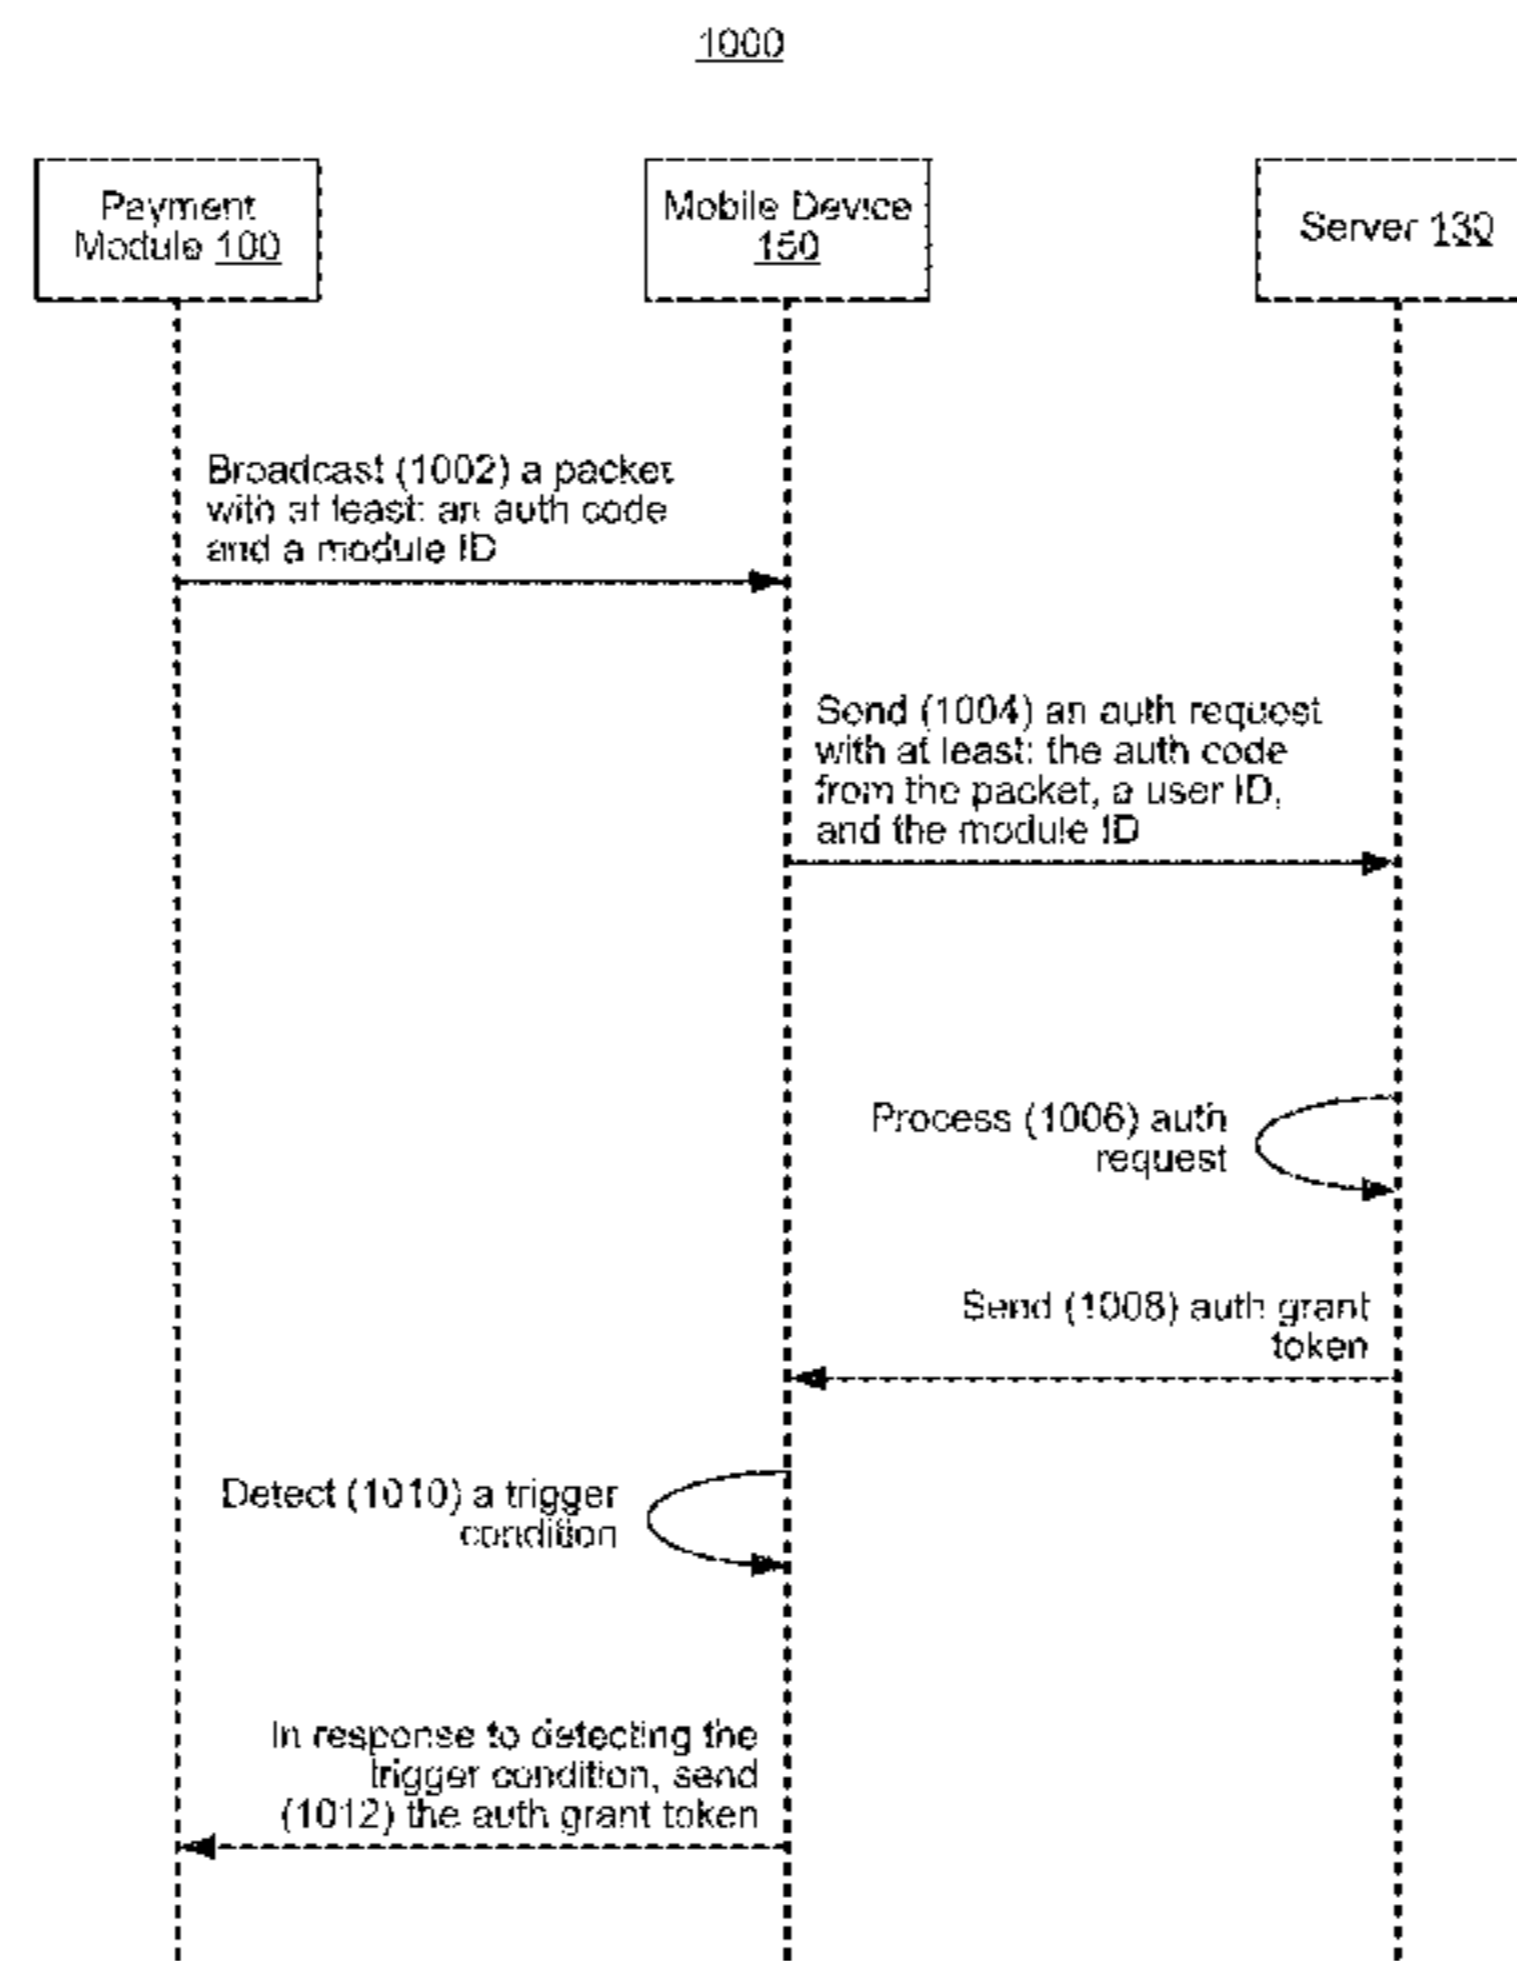 1000
Payment
Module 100
Mobile Device
150
Server 130
Broadcast (1002) a packet
with at least: an auth code
and a module ID
Send (1004) an auth request
with at least: the auth code
from the packet, a user ID,
and the module ID
Process (1006) auth
request
Send (1008) auth grant
token
Detect (1010) a trigger
condition
In response to detecting the
trigger condition, send
(1012) the auth grant token